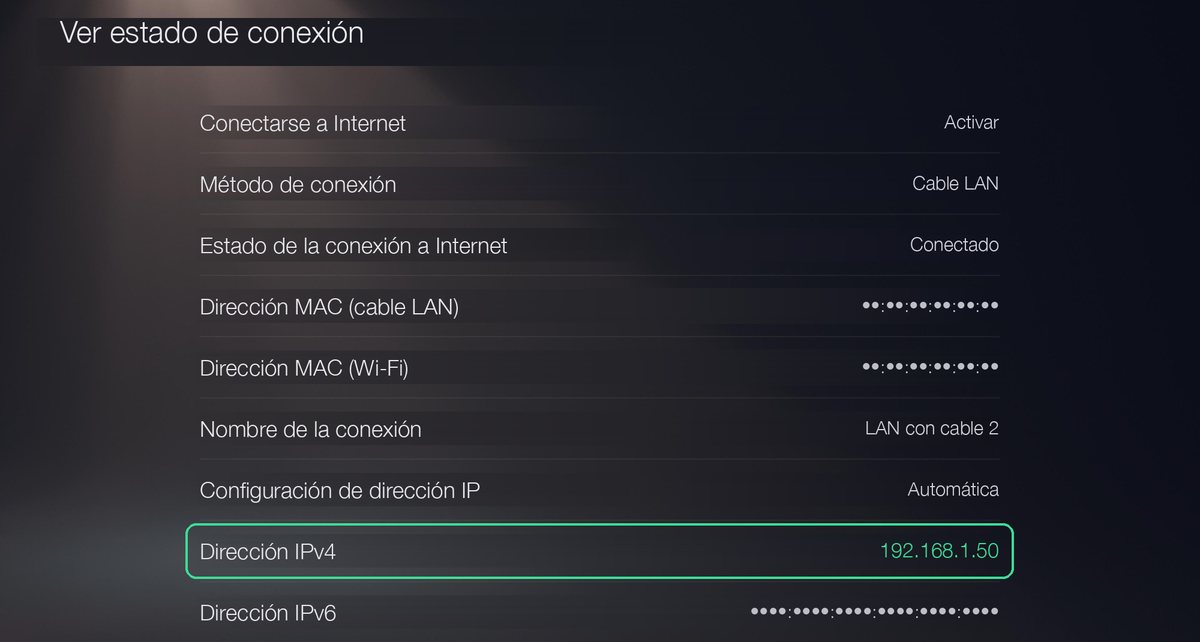 Ver estado de conexión
Conectarse a Internet Activar
Método de conexión Cable LAN
Estado de la conexión a Internet Conectado
Dirección MAC (cable LAN) ••:••:••:••:••:••
Dirección MAC (Wi-Fi) ••:••:••:••:••:••
Nombre de la conexión LAN con cable 2
Configuración de dirección IP Automática
Dirección IPv4 192.168.1.50
Dirección IPv6 ••••:••••:••••:••••:••••:••••